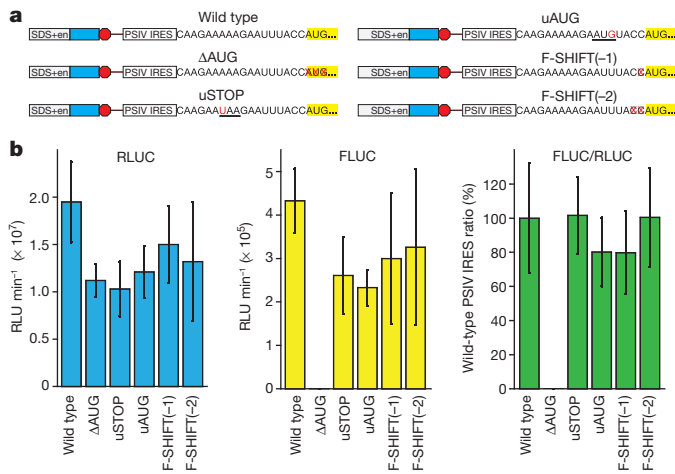 a
Wild type
SDS+en PSIV IRES CAAGAAAAAGAAUUUACCAUG...
ΔAUG
SDS+en PSIV IRES CAAGAAAAAGAAUUUACCAUG...
uSTOP
SDS+en PSIV IRES CAAGAAUAAGAAUUUACCAUG...
uAUG
SDS+en PSIV IRES CAAGAAAAAGAAUGUACCAUG...
F-SHIFT(−1)
SDS+en PSIV IRES CAAGAAAAAGAAUUUACCAUG...
F-SHIFT(−2)
SDS+en PSIV IRES CAAGAAAAAGAAUUUACCAUG...
b
RLUC
RLU min⁻¹ (× 10⁷)
2.0
1.5
1.0
0.5
0
Wild type
ΔAUG
uSTOP
uAUG
F-SHIFT(−1)
F-SHIFT(−2)
FLUC
RLU min⁻¹ (× 10⁵)
5
4
3
2
1
0
Wild type
ΔAUG
uSTOP
uAUG
F-SHIFT(−1)
F-SHIFT(−2)
FLUC/RLUC
Wild-type PSIV IRES ratio (%)
120
100
80
60
40
20
0
Wild type
ΔAUG
uSTOP
uAUG
F-SHIFT(−1)
F-SHIFT(−2)